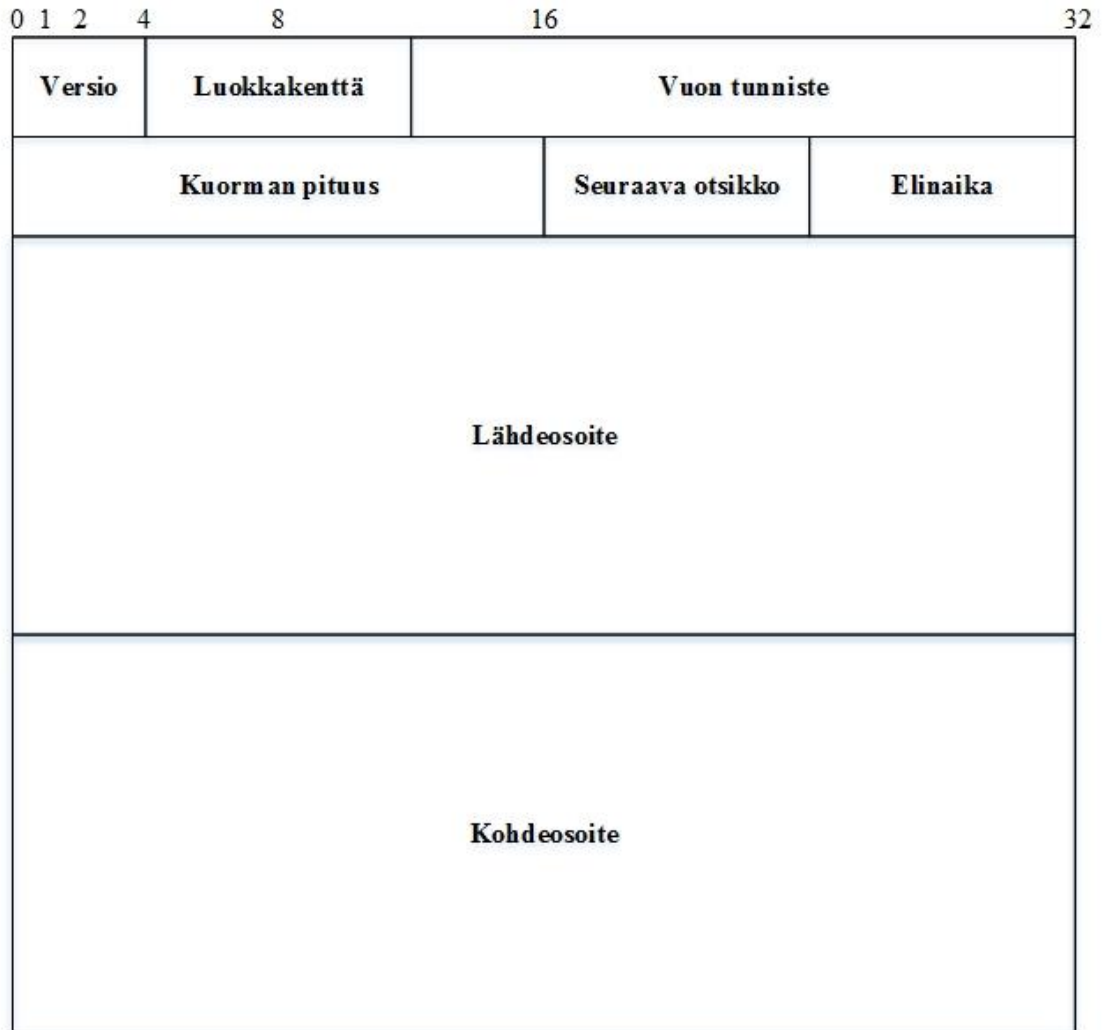 0 1 2 4 8 16 32
Versio Luokkakenttä Vuon tunniste
Kuorman pituus Seuraava otsikko Elinaika
Lähdeosoite
Kohdeosoite